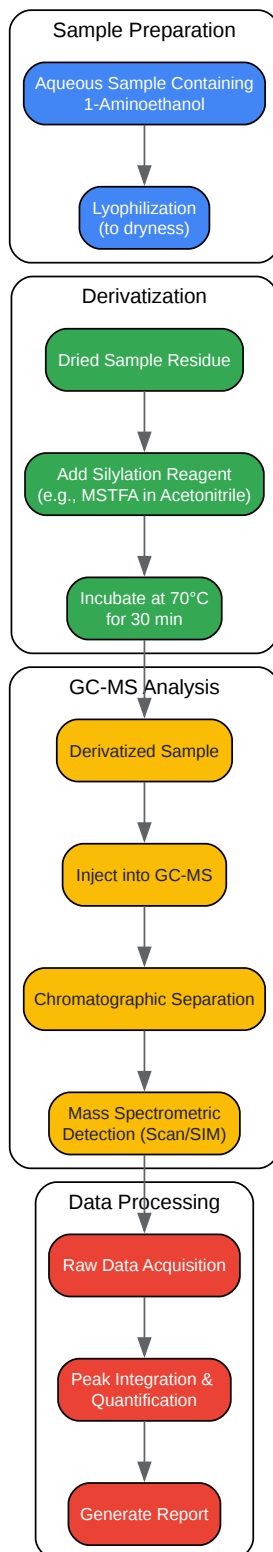 Sample Preparation
Aqueous Sample Containing
1-Aminoethanol
Lyophilization
(to dryness)
Derivatization
Dried Sample Residue
Add Silylation Reagent
(e.g., MSTFA in Acetonitrile)
Incubate at 70°C
for 30 min
GC-MS Analysis
Derivatized Sample
Inject into GC-MS
Chromatographic Separation
Mass Spectrometric
Detection (Scan/SIM)
Data Processing
Raw Data Acquisition
Peak Integration &
Quantification
Generate Report